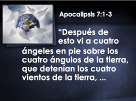 Apocalipsis 7:1-3
"Después de
esto vi a cuatro
ángeles en pie sobre los
cuatro ángulos de la tierra,
que detenían los cuatro
vientos de la tierra, ...